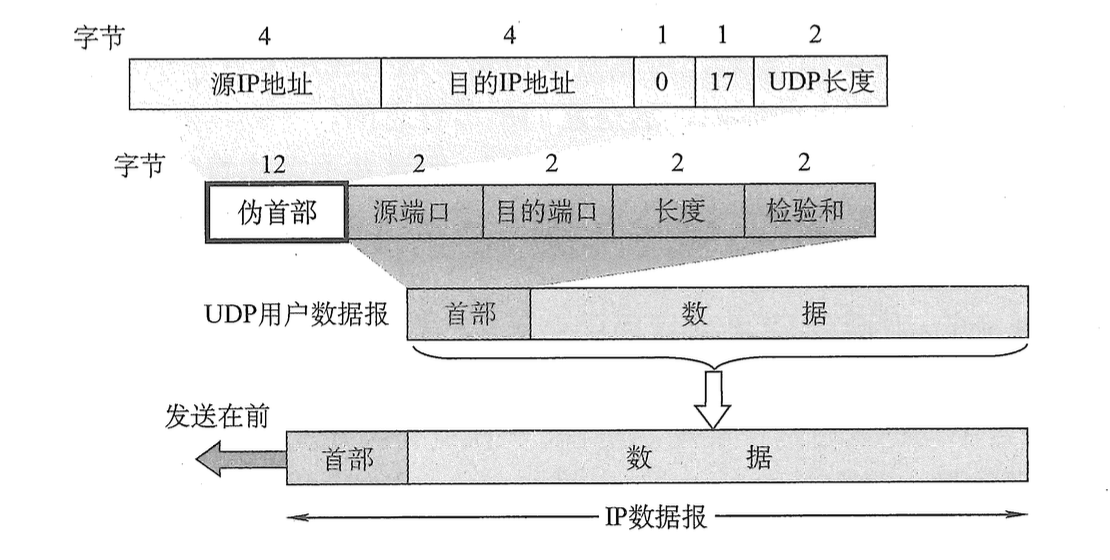 字节 4 4 1 1 2
源IP地址 目的IP地址 0 17 UDP长度
字节 12 2 2 2 2
伪首部 源端口 目的端口 长度 检验和
UDP用户数据报 首部 数 据
发送在前
首部 数 据
IP数据报